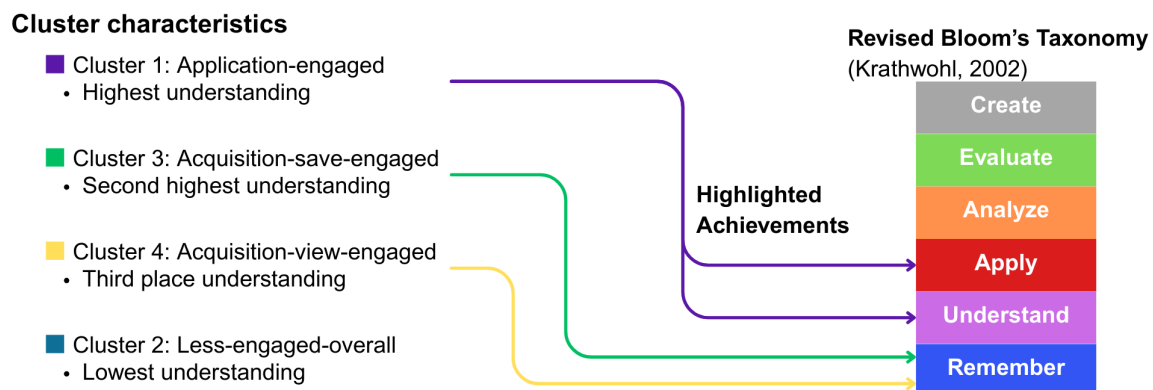 Cluster characteristics
Cluster 1: Application-engaged
• Highest understanding
Cluster 3: Acquisition-save-engaged
• Second highest understanding
Cluster 4: Acquisition-view-engaged
• Third place understanding
Cluster 2: Less-engaged-overall
• Lowest understanding
Highlighted
Achievements
Revised Bloom's Taxonomy
(Krathwohl, 2002)
Create
Evaluate
Analyze
Apply
Understand
Remember